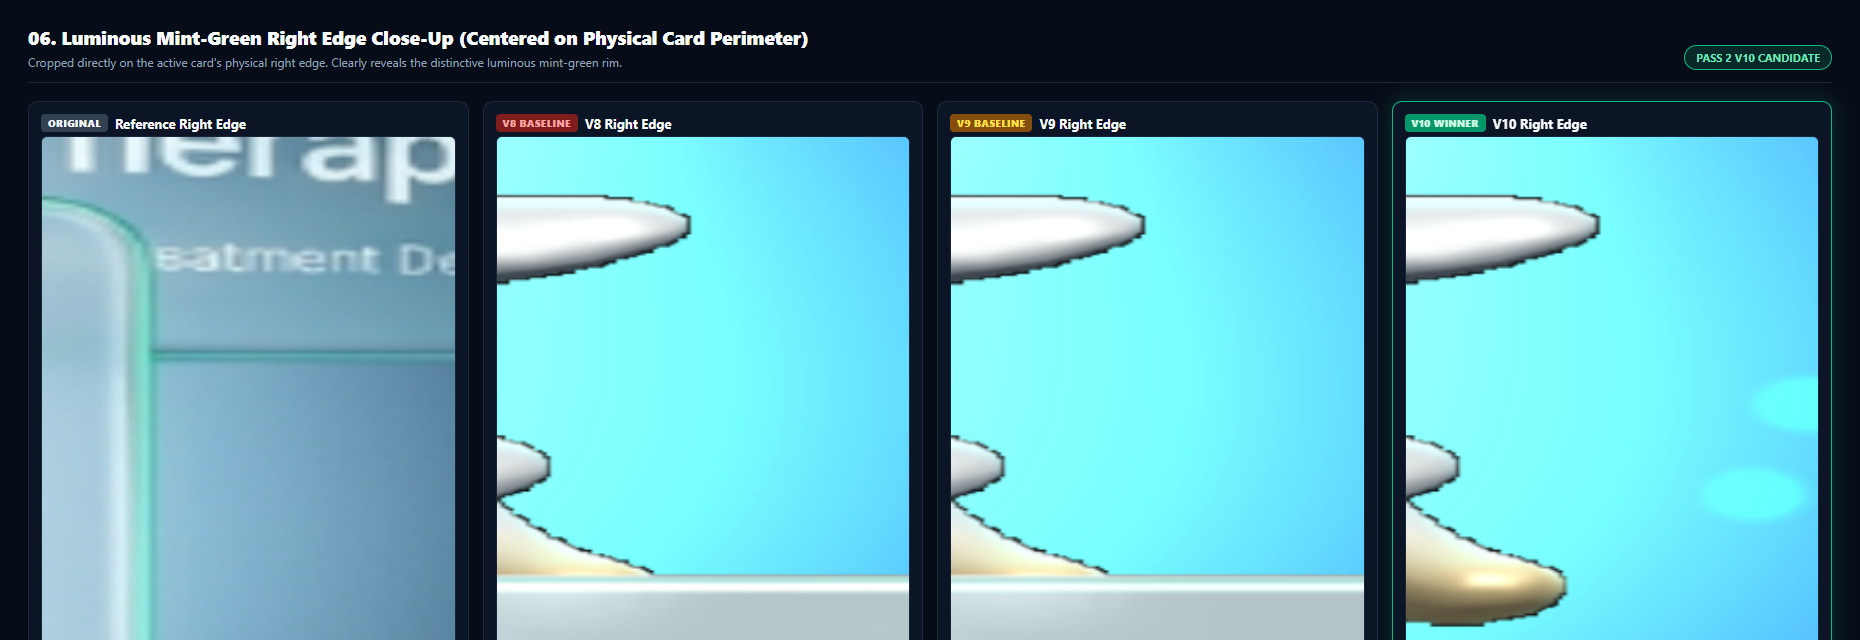 06. Luminous Mint-Green Right Edge Close-Up (Centered on Physical Card Perimeter)
Cropped directly on the active card's physical right edge. Clearly reveals the distinctive luminous mint-green rim.
PASS 2 V10 CANDIDATE
ORIGINAL Reference Right Edge
V8 BASELINE V8 Right Edge
V9 BASELINE V9 Right Edge
V10 WINNER V10 Right Edge